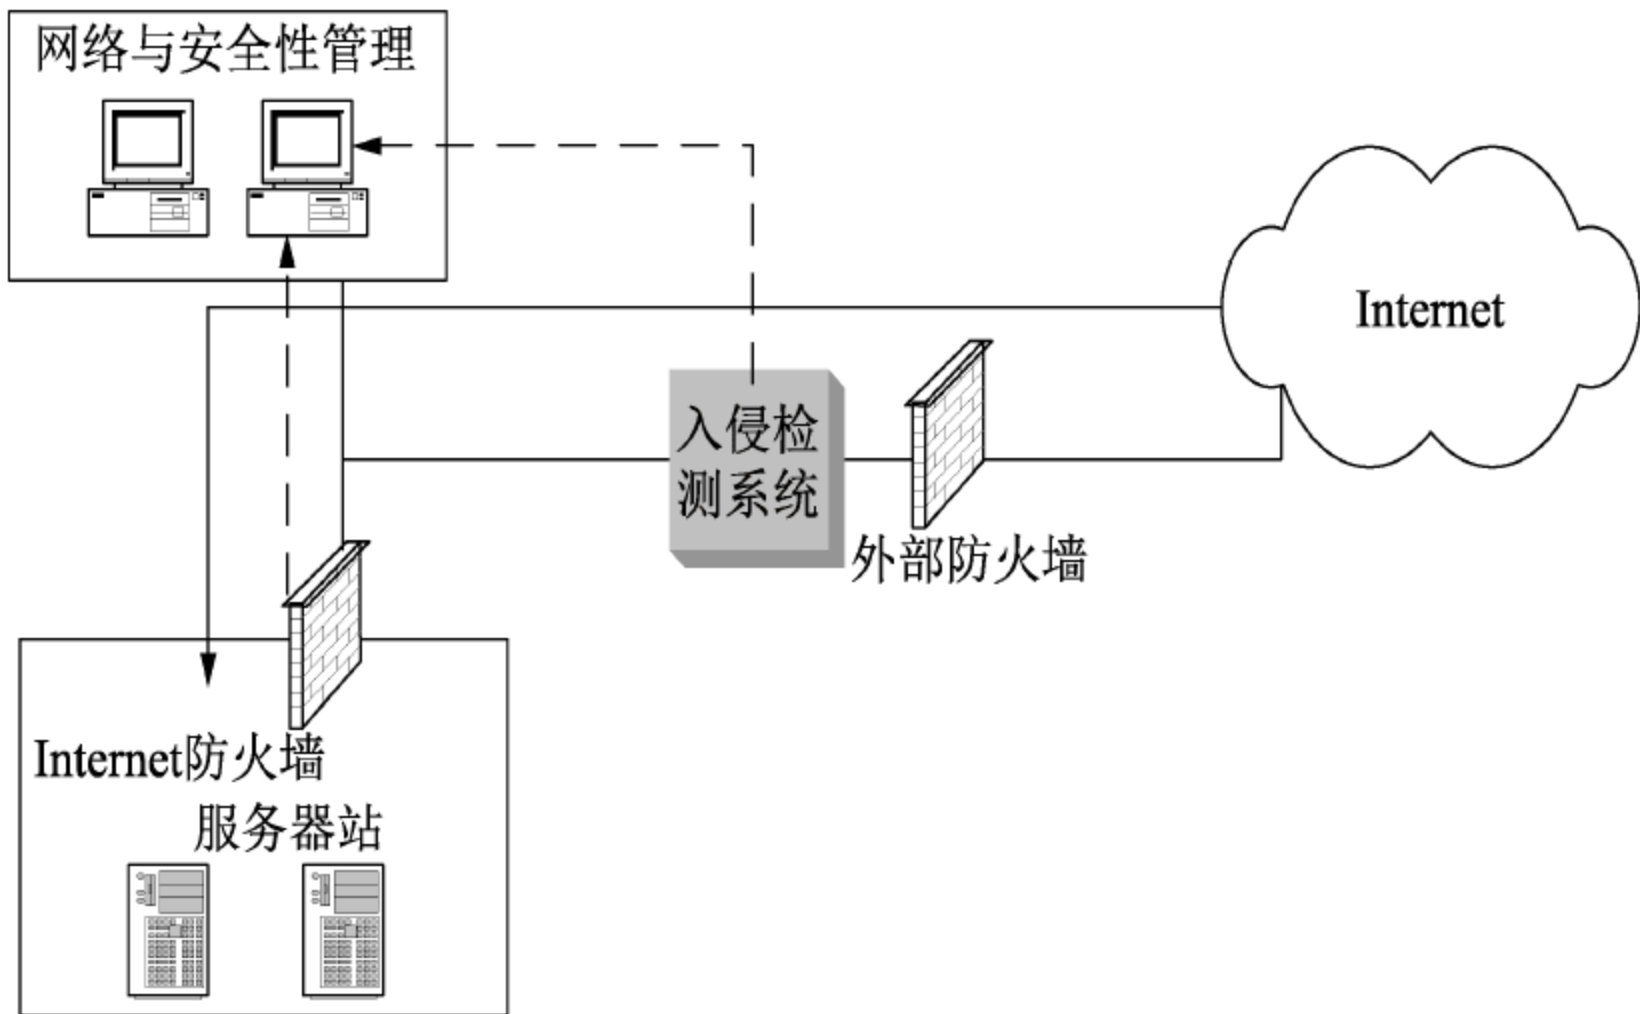 网络与安全性管理
Internet
入侵检
测系统
外部防火墙
Internet防火墙
服务器站